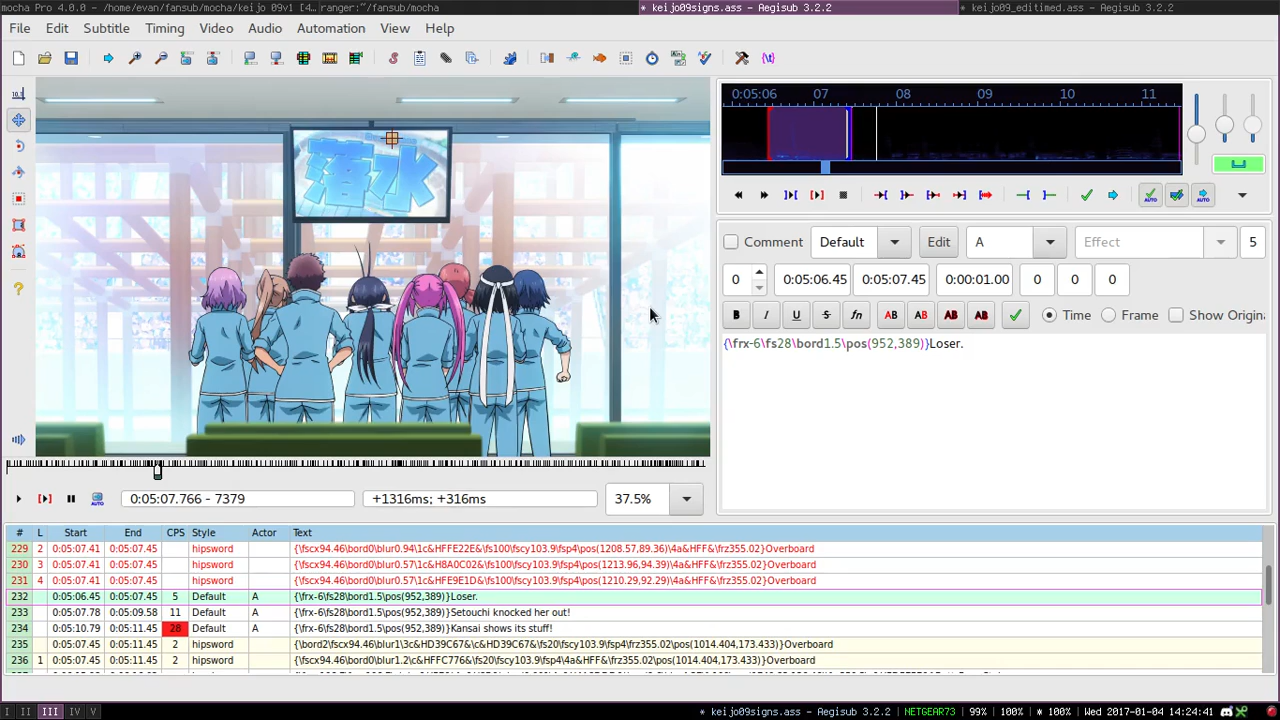 mocha Pro 4.0.0 - /home/evan/fansub/mocha/keijo 09v1 [4… ranger:~/fansub/mocha * keijo09signs.ass - Aegisub 3.2.2 * keijo09_editimed.ass - Aegisub 3.2.2
File Edit Subtitle Timing Video Audio Automation View Help
0:05:06 07 08 09 10 11
落水
Comment Default Edit A Effect 5
0 0:05:06.45 0:05:07.45 0:00:01.00 0 0 0
B I U S fn AB AB AB AB Time Frame Show Origina
{\frx-6\fs28\bord1.5\pos(952,389)}Loser.
0:05:07.766 - 7379 +1316ms; +316ms 37.5%
# L Start End CPS Style Actor Text
229 2 0:05:07.41 0:05:07.45 hipsword {\fscx94.46\bord0\blur0.94\1c&HFFE22E&\fs100\fscy103.9\fsp4\pos(1208.57,89.36)\4a&HFF&\frz355.02}Overboard
230 3 0:05:07.41 0:05:07.45 hipsword {\fscx94.46\bord0\blur0.57\1c&H8A0C02&\fs100\fscy103.9\fsp4\pos(1213.96,94.39)\4a&HFF&\frz355.02}Overboard
231 4 0:05:07.41 0:05:07.45 hipsword {\fscx94.46\bord0\blur0.57\1c&HFE9E1D&\fs100\fscy103.9\fsp4\pos(1210.29,92.29)\4a&HFF&\frz355.02}Overboard
232 0:05:06.45 0:05:07.45 5 Default A {\frx-6\fs28\bord1.5\pos(952,389)}Loser.
233 0:05:07.78 0:05:09.58 11 Default A {\frx-6\fs28\bord1.5\pos(952,389)}Setouchi knocked her out!
234 0:05:10.79 0:05:11.45 28 Default A {\frx-6\fs28\bord1.5\pos(952,389)}Kansai shows its stuff!
235 0:05:07.45 0:05:11.45 2 hipsword {\bord2\fscx94.46\blur1\3c&HD39C67&\c&HD39C67&\fs20\fscy103.9\fsp4\frz355.02\pos(1014.404,173.433)}Overboard
236 1 0:05:07.45 0:05:11.45 2 hipsword {\fscx94.46\bord0\blur1.2\c&HFFC776&\fs20\fscy103.9\fsp4\4a&HFF&\frz355.02\pos(1014.404,173.433)}Overboard
I II III IV V * keijo09signs.ass - Aegisub 3.2.2 NETGEAR73 99% 100% * 100% Wed 2017-01-04 14:24:41